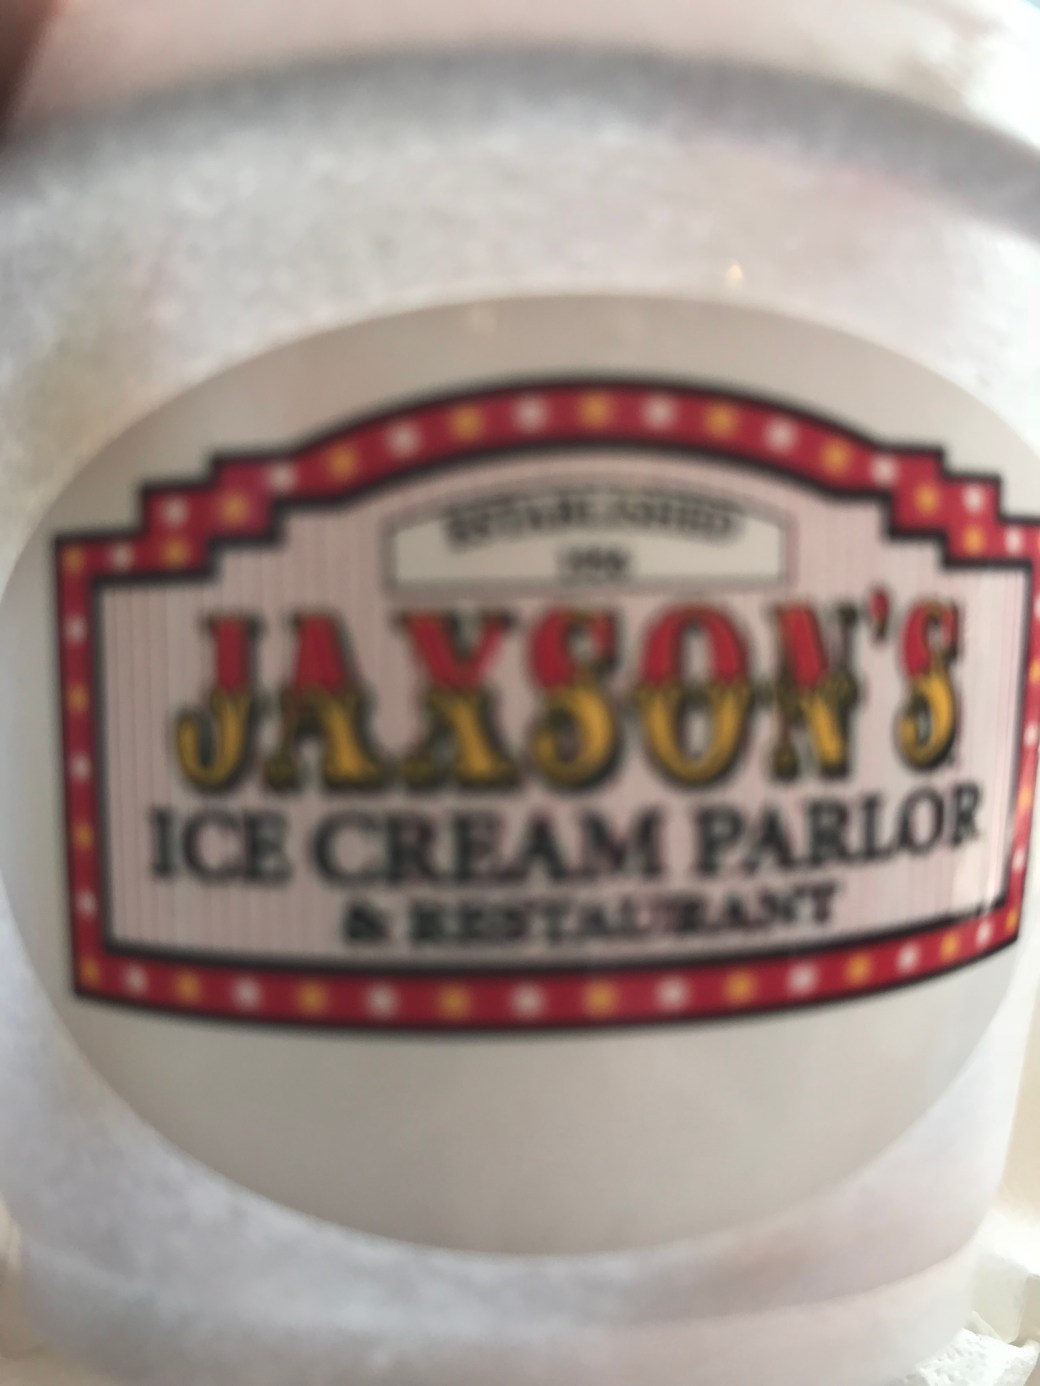 ESTABLISHED
JAXSON'S
ICE CREAM PARLOR
& RESTAURANT